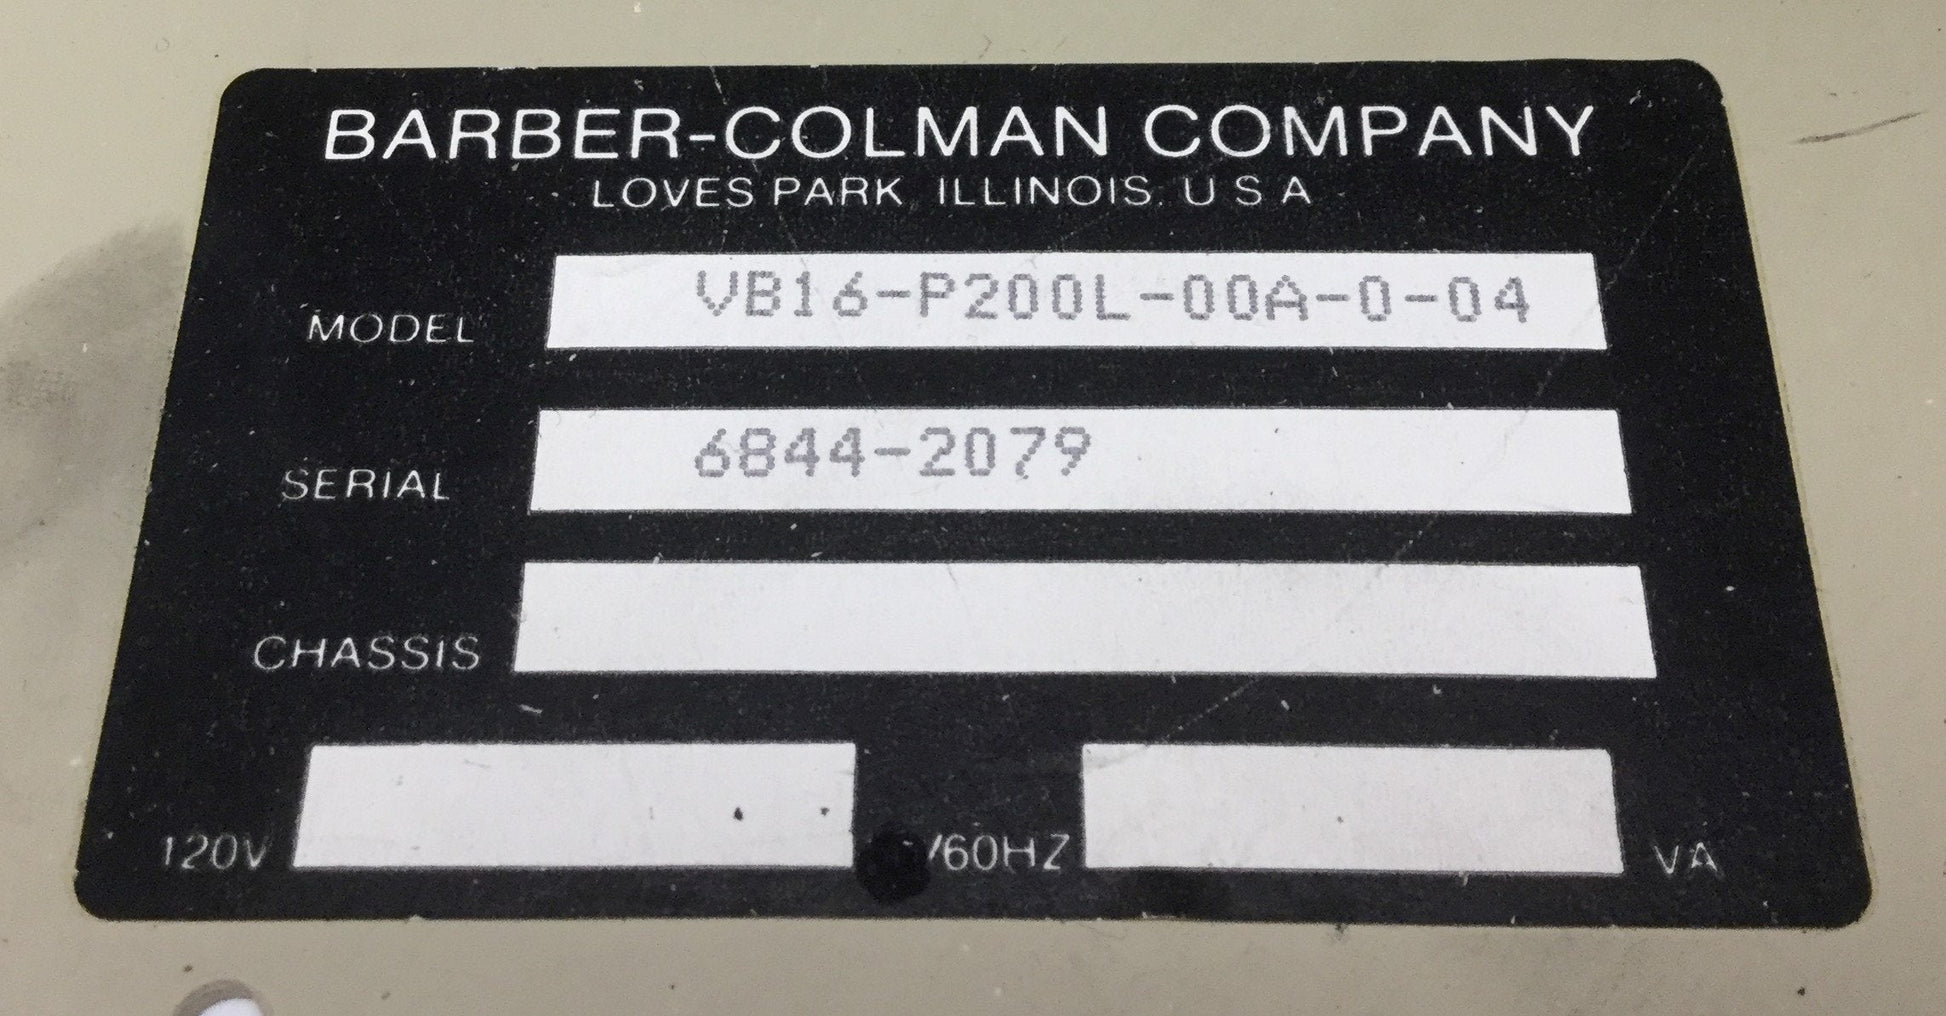 BARBER-COLMAN COMPANY
LOVES PARK ILLINOIS. U S A
MODEL VB16-P200L-00A-0-04
SERIAL 6844-2079
CHASSIS
120V /60HZ VA